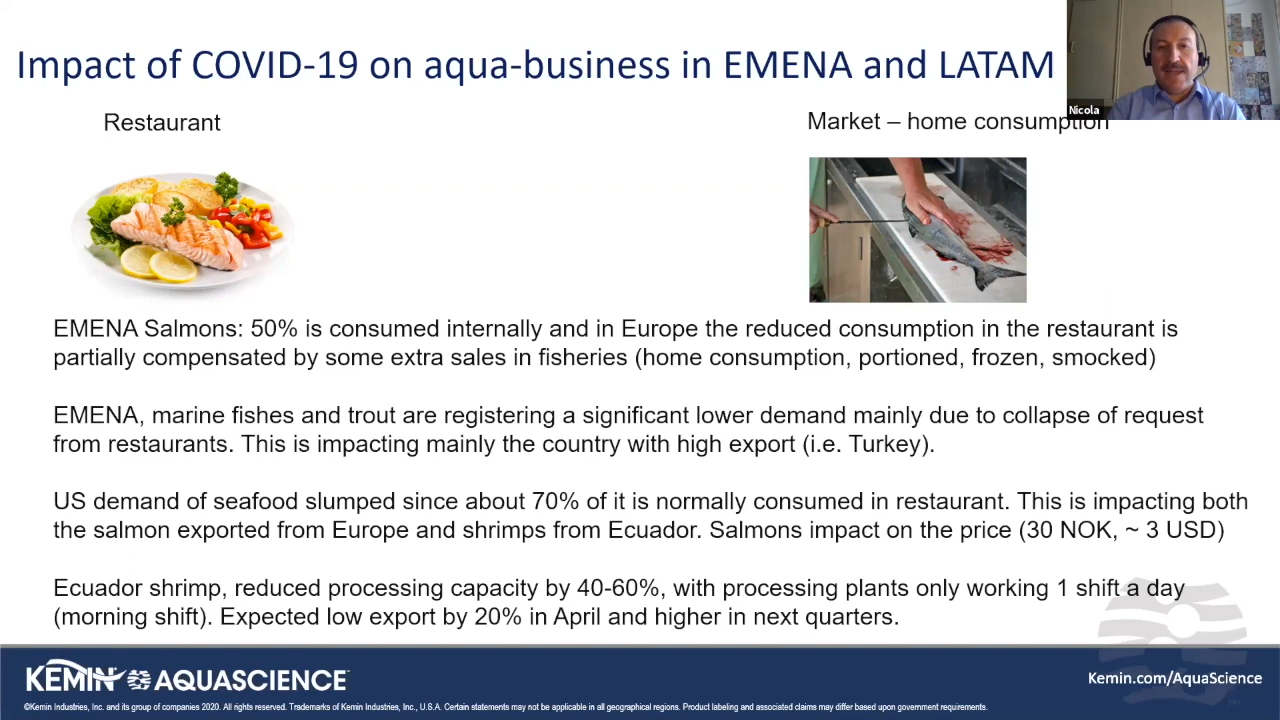 Impact of COVID-19 on aqua-business in EMENA and LATAM
Nicola
Restaurant
Market – home consumption
EMENA Salmons: 50% is consumed internally and in Europe the reduced consumption in the restaurant is
partially compensated by some extra sales in fisheries (home consumption, portioned, frozen, smocked)
EMENA, marine fishes and trout are registering a significant lower demand mainly due to collapse of request
from restaurants. This is impacting mainly the country with high export (i.e. Turkey).
US demand of seafood slumped since about 70% of it is normally consumed in restaurant. This is impacting both
the salmon exported from Europe and shrimps from Ecuador. Salmons impact on the price (30 NOK, ~ 3 USD)
Ecuador shrimp, reduced processing capacity by 40-60%, with processing plants only working 1 shift a day
(morning shift). Expected low export by 20% in April and higher in next quarters.
KEMIN AQUASCIENCE™
Kemin.com/AquaScience
©Kemin Industries, Inc. and its group of companies 2020. All rights reserved. Trademarks of Kemin Industries, Inc., U.S.A. Certain statements may not be applicable in all geographical regions. Product labeling and associated claims may differ based upon government requirements.